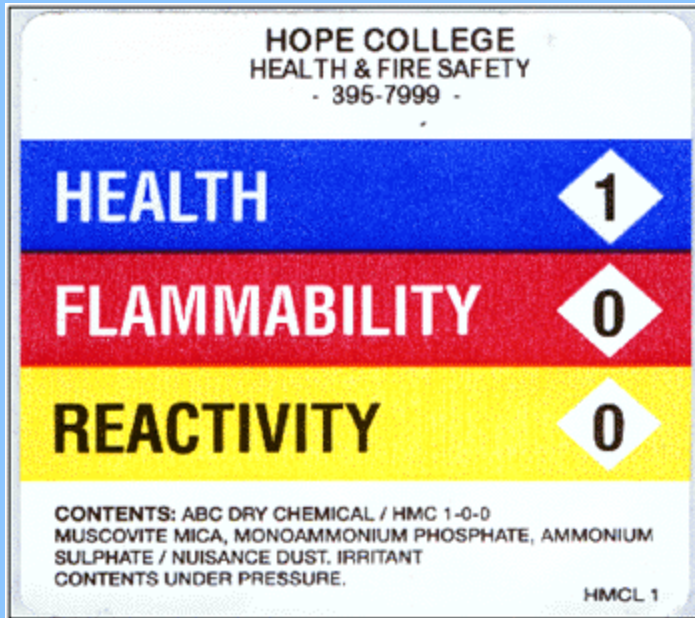 HOPE COLLEGE
HEALTH & FIRE SAFETY
- 395-7999 -
HEALTH 1
FLAMMABILITY 0
REACTIVITY 0
CONTENTS: ABC DRY CHEMICAL / HMC 1-0-0
MUSCOVITE MICA, MONOAMMONIUM PHOSPHATE, AMMONIUM
SULPHATE / NUISANCE DUST. IRRITANT
CONTENTS UNDER PRESSURE.
HMCL 1